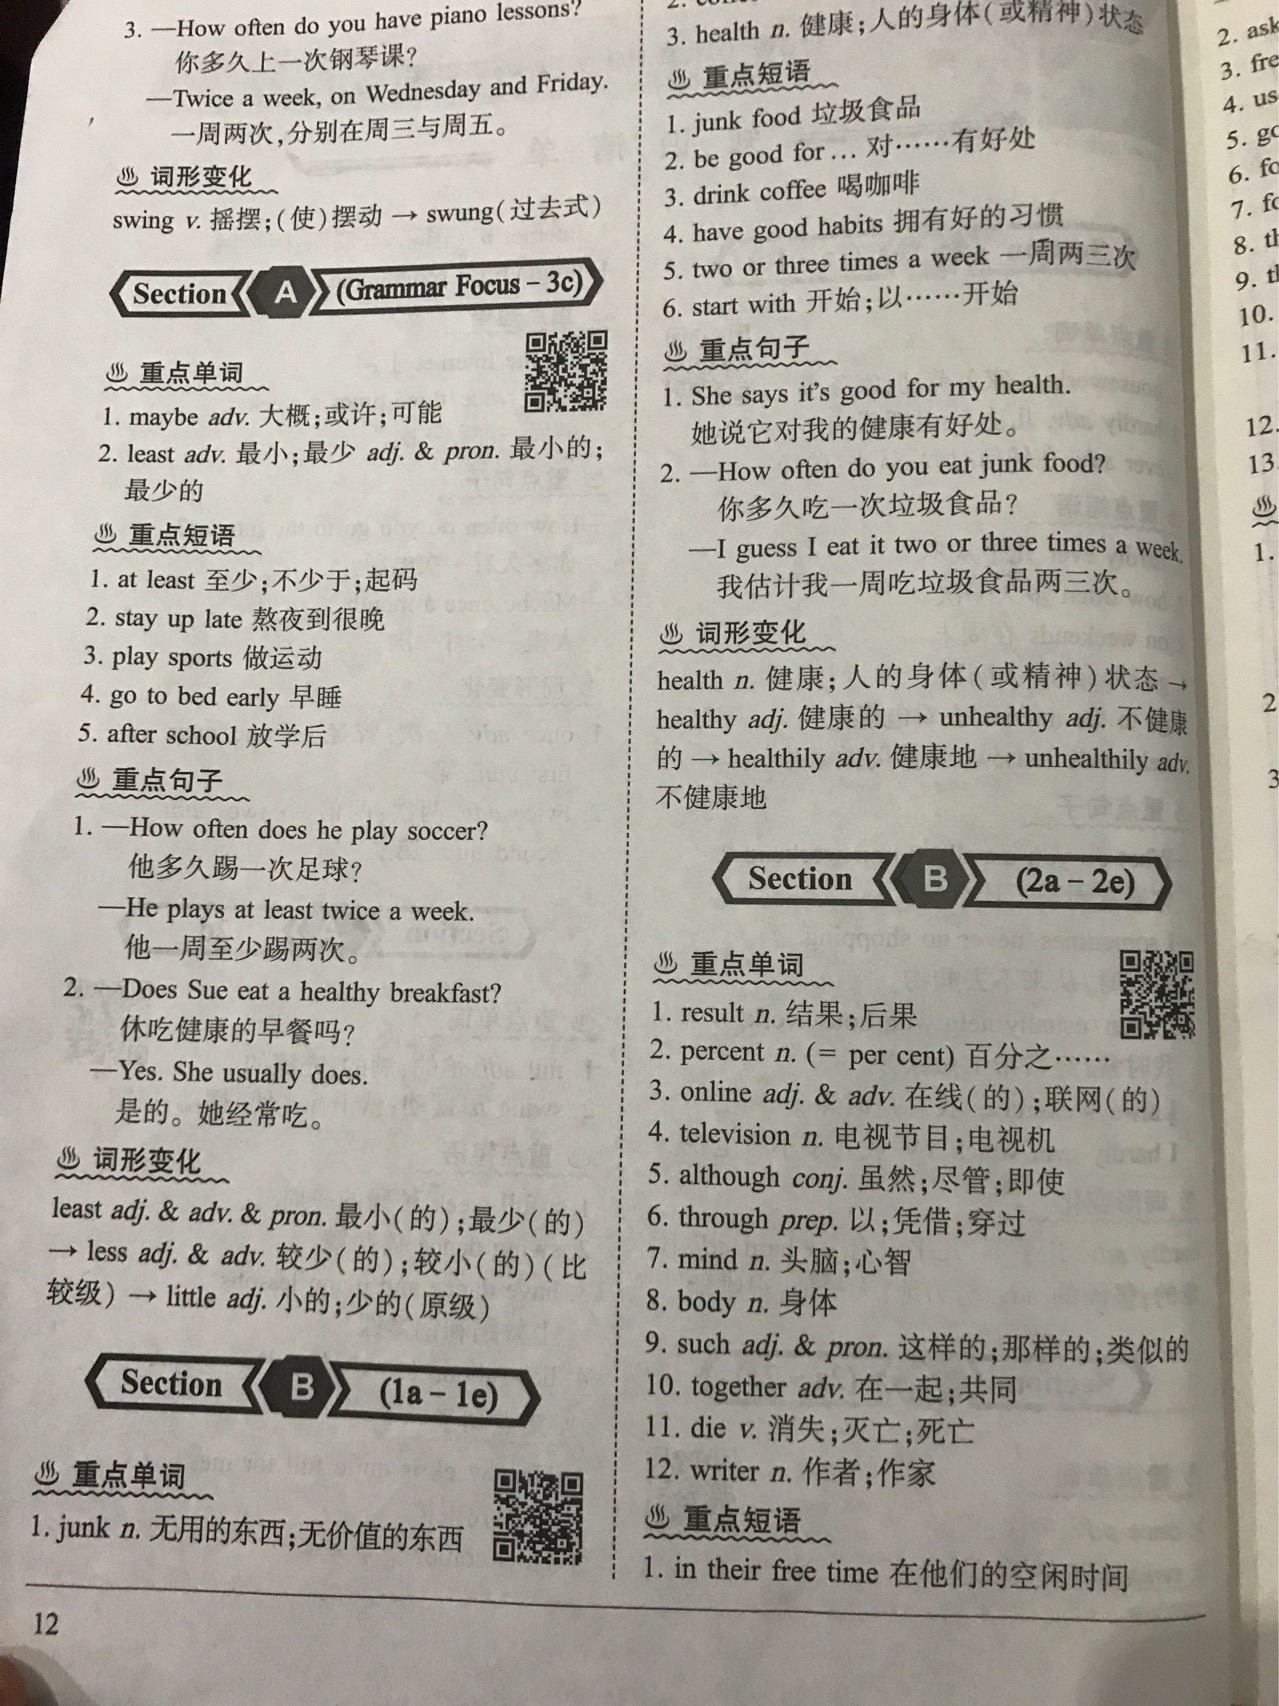 3. —How often do you have piano lessons?
你多久上一次钢琴课?
—Twice a week, on Wednesday and Friday.
一周两次,分别在周三与周五。
词形变化
swing v. 摇摆;(使)摆动 → swung(过去式)
Section A (Grammar Focus – 3c)
重点单词
1. maybe adv. 大概;或许;可能
2. least adv. 最小;最少 adj. & pron. 最小的;
最少的
重点短语
1. at least 至少;不少于;起码
2. stay up late 熬夜到很晚
3. play sports 做运动
4. go to bed early 早睡
5. after school 放学后
重点句子
1. —How often does he play soccer?
他多久踢一次足球?
—He plays at least twice a week.
他一周至少踢两次。
2. —Does Sue eat a healthy breakfast?
休吃健康的早餐吗?
—Yes. She usually does.
是的。她经常吃。
词形变化
least adj. & adv. & pron. 最小(的);最少(的)
→ less adj. & adv. 较少(的);较小(的)(比
较级) → little adj. 小的;少的(原级)
Section B (1a – 1e)
重点单词
1. junk n. 无用的东西;无价值的东西
12
3. health n. 健康;人的身体(或精神)状态
重点短语
1. junk food 垃圾食品
2. be good for... 对……有好处
3. drink coffee 喝咖啡
4. have good habits 拥有好的习惯
5. two or three times a week 一周两三次
6. start with 开始;以……开始
重点句子
1. She says it's good for my health.
她说它对我的健康有好处。
2. —How often do you eat junk food?
你多久吃一次垃圾食品?
—I guess I eat it two or three times a week.
我估计我一周吃垃圾食品两三次。
词形变化
health n. 健康;人的身体(或精神)状态 →
healthy adj. 健康的 → unhealthy adj. 不健康
的 → healthily adv. 健康地 → unhealthily adv.
不健康地
Section B (2a – 2e)
重点单词
1. result n. 结果;后果
2. percent n. (= per cent) 百分之……
3. online adj. & adv. 在线(的);联网(的)
4. television n. 电视节目;电视机
5. although conj. 虽然;尽管;即使
6. through prep. 以;凭借;穿过
7. mind n. 头脑;心智
8. body n. 身体
9. such adj. & pron. 这样的;那样的;类似的
10. together adv. 在一起;共同
11. die v. 消失;灭亡;死亡
12. writer n. 作者;作家
重点短语
1. in their free time 在他们的空闲时间
2. ask
3. fre
4. us
5. go
6. fo
7. fo
8. th
9. th
10.
11.
12.
13
1.
2
3